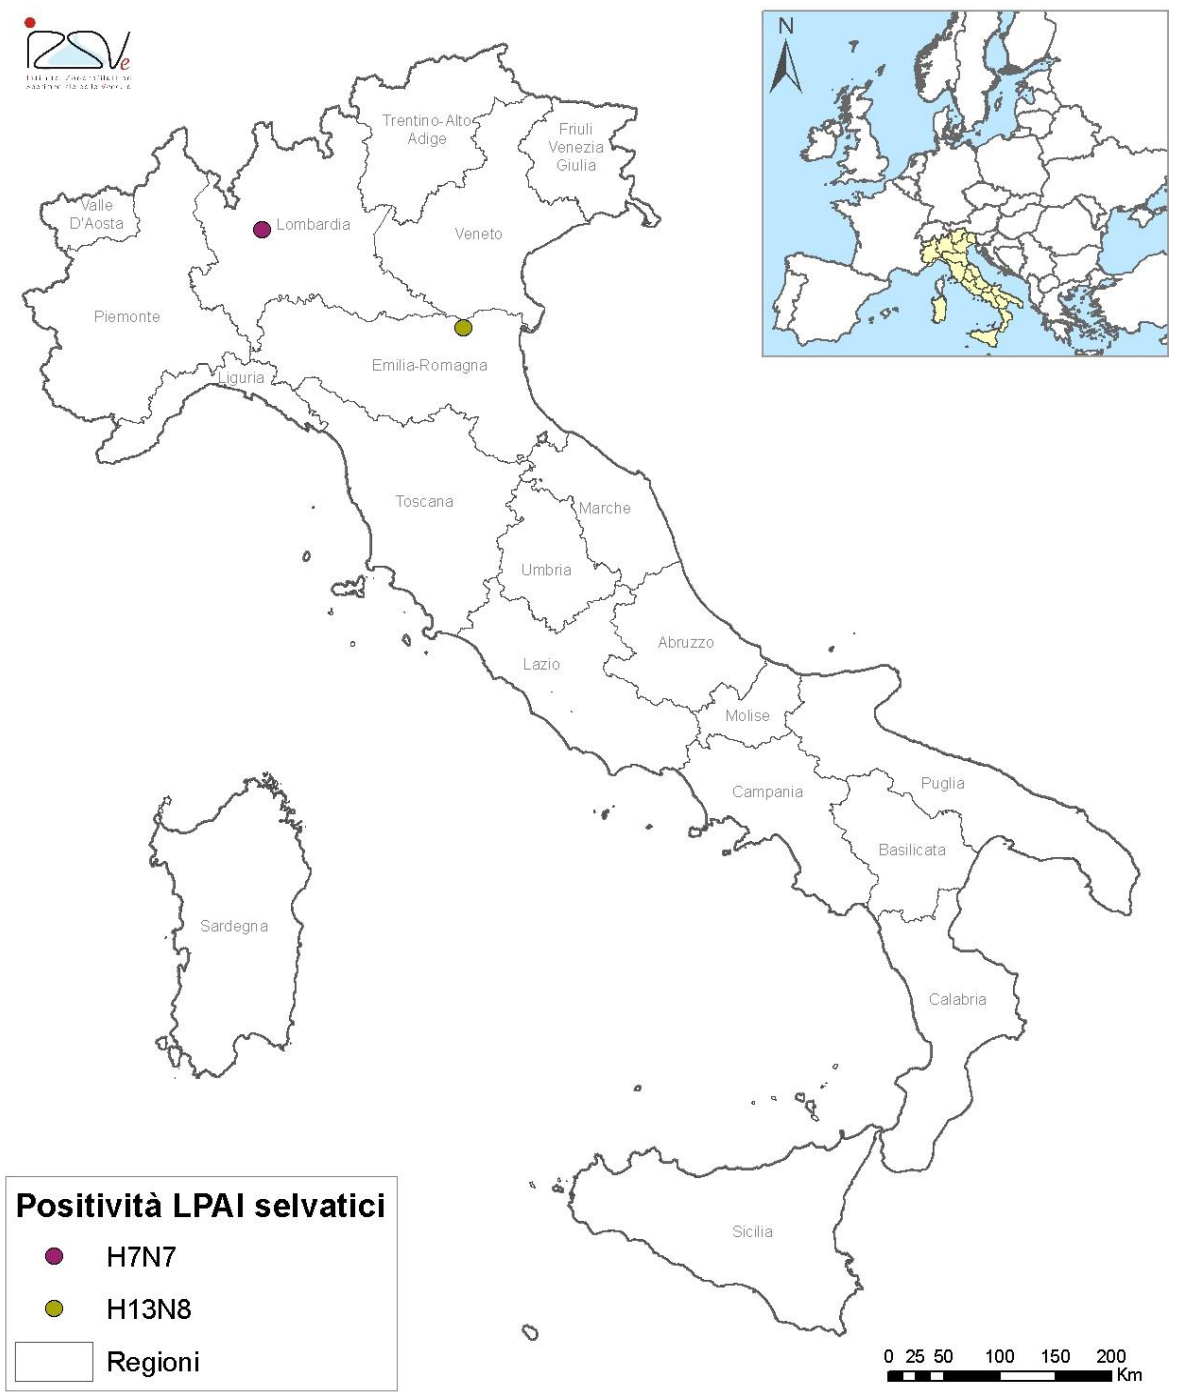 IZSVe
N
Trentino-Alto
Adige
Friuli
Venezia
Giulia
Valle
D'Aosta
Lombardia
Veneto
Piemonte
Emilia-Romagna
Liguria
Toscana
Marche
Umbria
Abruzzo
Lazio
Molise
Puglia
Campania
Basilicata
Sardegna
Calabria
Sicilia
Positività LPAI selvatici
H7N7
H13N8
Regioni
0 25 50 100 150 200
Km